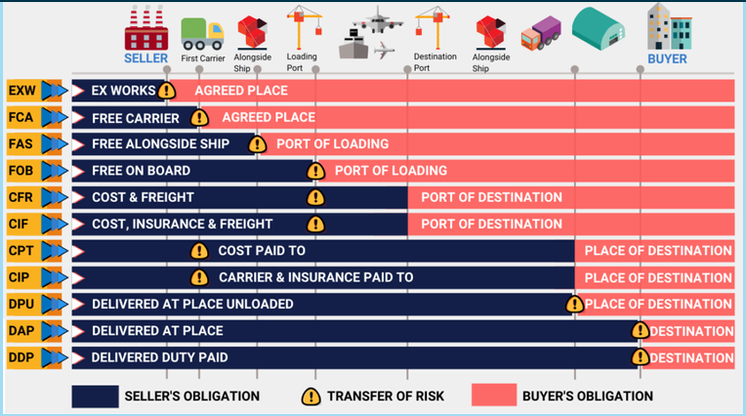 SELLER
First Carrier
Alongside
Ship
Loading
Port
Destination
Port
Alongside
Ship
BUYER
EXW EX WORKS AGREED PLACE
FCA FREE CARRIER AGREED PLACE
FAS FREE ALONGSIDE SHIP PORT OF LOADING
FOB FREE ON BOARD PORT OF LOADING
CFR COST & FREIGHT PORT OF DESTINATION
CIF COST, INSURANCE & FREIGHT PORT OF DESTINATION
CPT COST PAID TO PLACE OF DESTINATION
CIP CARRIER & INSURANCE PAID TO PLACE OF DESTINATION
DPU DELIVERED AT PLACE UNLOADED PLACE OF DESTINATION
DAP DELIVERED AT PLACE DESTINATION
DDP DELIVERED DUTY PAID DESTINATION
SELLER'S OBLIGATION TRANSFER OF RISK BUYER'S OBLIGATION